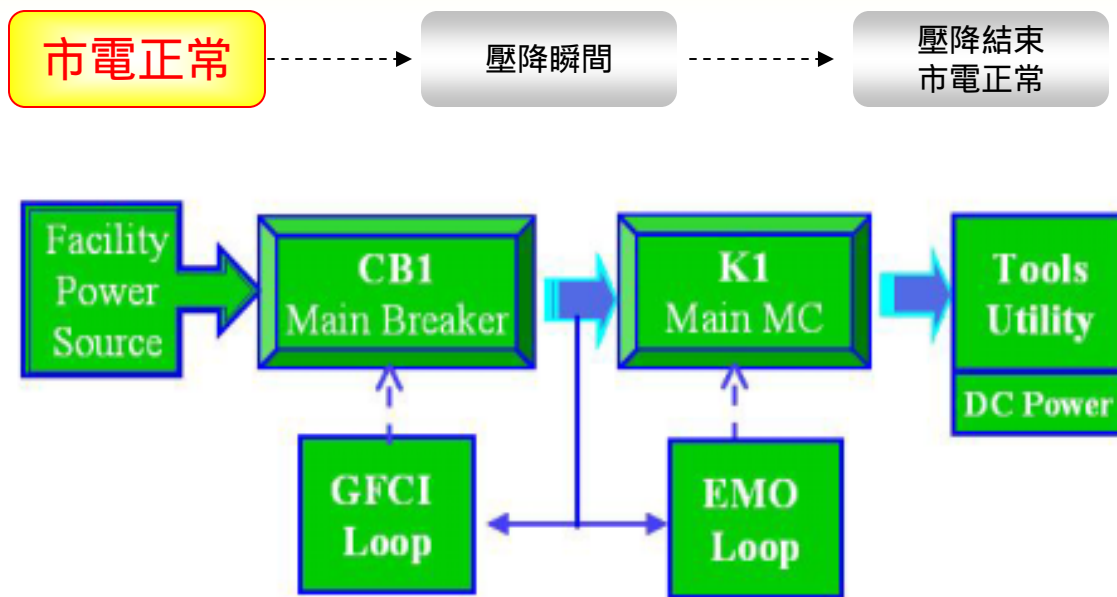 市電正常
壓降瞬間
壓降結束
市電正常
Facility
Power
Source
CB1
Main Breaker
K1
Main MC
Tools
Utility
DC Power
GFCI
Loop
EMO
Loop